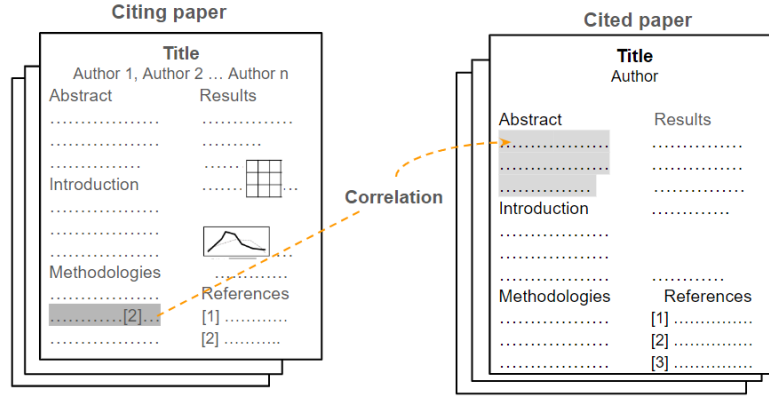 Citing paper
Title
Author 1, Author 2 ... Author n
Abstract
Introduction
Methodologies
[2]
Results
References
[1]
[2]
Correlation
Cited paper
Title
Author
Abstract
Introduction
Methodologies
Results
References
[1]
[2]
[3]